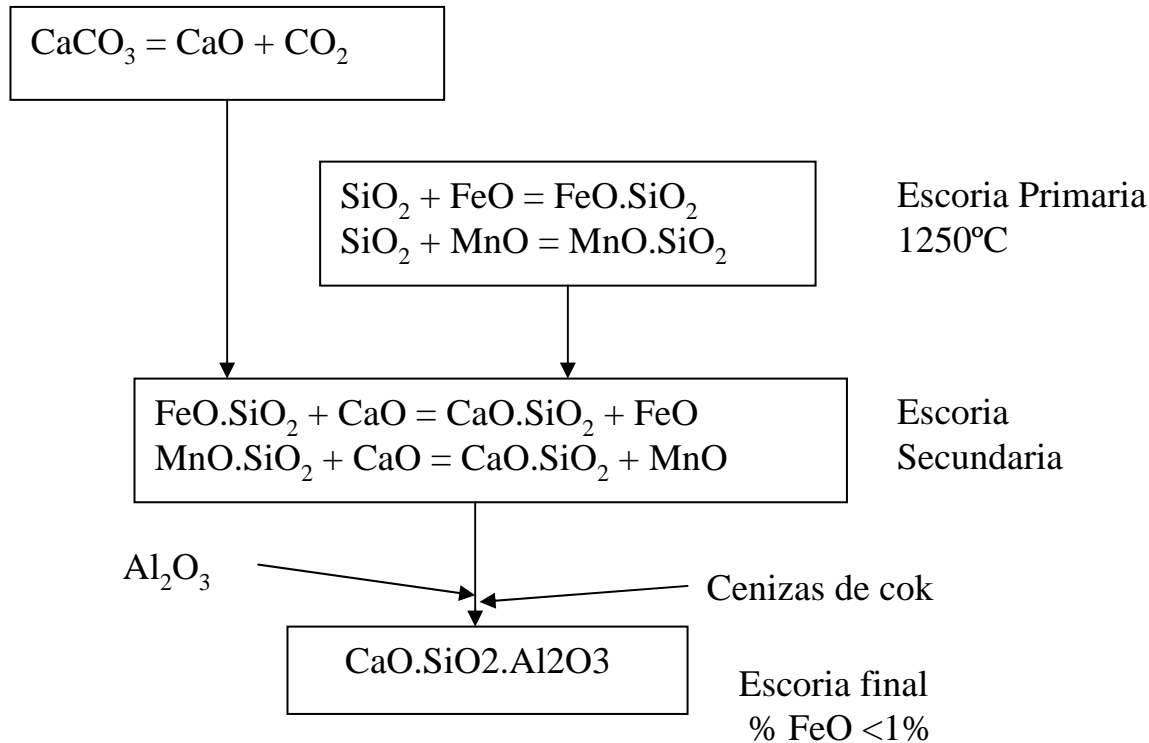 CaCO₃ = CaO + CO₂
SiO₂ + FeO = FeO.SiO₂
SiO₂ + MnO = MnO.SiO₂
Escoria Primaria
1250ºC
FeO.SiO₂ + CaO = CaO.SiO₂ + FeO
MnO.SiO₂ + CaO = CaO.SiO₂ + MnO
Escoria
Secundaria
Al₂O₃
Cenizas de cok
CaO.SiO2.Al2O3
Escoria final
% FeO <1%